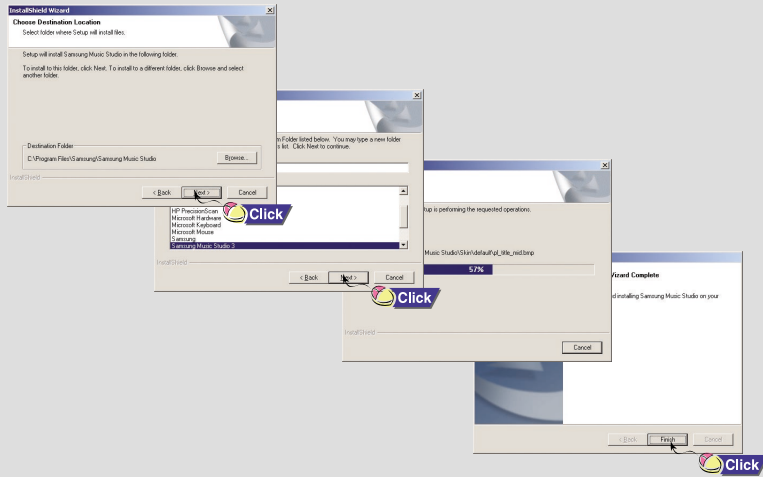 InstallShield Wizard
Choose Destination Location
Select folder where Setup will install files.
Setup will install Samsung Music Studio in the following folder.
To install to this folder, click Next. To install to a different folder, click Browse and select
another folder.
Destination Folder
C:\Program Files\Samsung\Samsung Music Studio
Browse...
InstallShield
< Back
Next >
Cancel
Click
m Folder listed below. You may type a new folder
s list. Click Next to continue.
HP PrecisionScan
Microsoft Hardware
Microsoft Keyboard
Microsoft Mouse
Samsung
Samsung Music Studio 3
InstallShield
< Back
Next >
Cancel
Click
tup is performing the requested operations.
Music Studio\Skin\default\pl_title_mid.bmp
57%
InstallShield
Cancel
Wizard Complete
d installing Samsung Music Studio on your
< Back
Finish
Cancel
Click